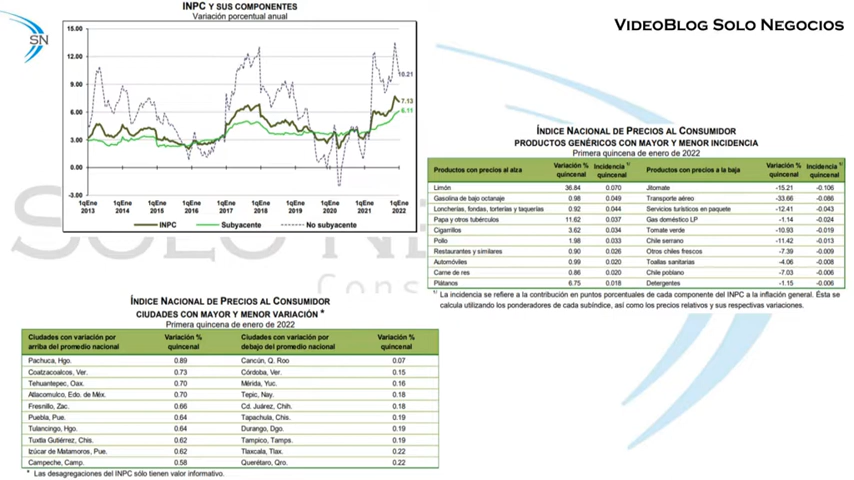 SN
INPC Y SUS COMPONENTES
Variación porcentual anual
15.00
12.00
9.00
6.00
3.00
0.00
-3.00
10.21
7.13
6.11
1qEne 2013 1qEne 2014 1qEne 2015 1qEne 2016 1qEne 2017 1qEne 2018 1qEne 2019 1qEne 2020 1qEne 2021 1qEne 2022
INPC Subyacente No subyacente
VIDEOBLOG SOLO NEGOCIOS
ÍNDICE NACIONAL DE PRECIOS AL CONSUMIDOR
PRODUCTOS GENÉRICOS CON MAYOR Y MENOR INCIDENCIA
Primera quincena de enero de 2022
Productos con precios al alza Variación % quincenal Incidencia 1/ quincenal Productos con precios a la baja Variación % quincenal Incidencia 1/ quincenal
Limón 36.84 0.070 Jitomate -15.21 -0.106
Gasolina de bajo octanaje 0.98 0.049 Transporte aéreo -33.66 -0.086
Loncherías, fondas, torterías y taquerías 0.92 0.044 Servicios turísticos en paquete -12.41 -0.043
Papa y otros tubérculos 11.62 0.037 Gas doméstico LP -1.14 -0.024
Cigarrillos 3.62 0.034 Tomate verde -10.93 -0.019
Pollo 1.98 0.033 Chile serrano -11.42 -0.013
Restaurantes y similares 0.90 0.026 Otros chiles frescos -7.39 -0.009
Automóviles 0.99 0.020 Toallas sanitarias -4.06 -0.008
Carne de res 0.86 0.020 Chile poblano -7.03 -0.006
Plátanos 6.75 0.018 Detergentes -1.15 -0.006
1/ La incidencia se refiere a la contribución en puntos porcentuales de cada componente del INPC a la inflación general. Ésta se
calcula utilizando los ponderadores de cada subíndice, así como los precios relativos y sus respectivas variaciones.
ÍNDICE NACIONAL DE PRECIOS AL CONSUMIDOR
CIUDADES CON MAYOR Y MENOR VARIACIÓN *
Primera quincena de enero de 2022
Ciudades con variación por arriba del promedio nacional Variación % quincenal Ciudades con variación por debajo del promedio nacional Variación % quincenal
Pachuca, Hgo. 0.89 Cancún, Q. Roo 0.07
Coatzacoalcos, Ver. 0.73 Córdoba, Ver. 0.15
Tehuantepec, Oax. 0.70 Mérida, Yuc. 0.16
Atlacomulco, Edo. de Méx. 0.70 Tepic, Nay. 0.18
Fresnillo, Zac. 0.66 Cd. Juárez, Chih. 0.18
Puebla, Pue. 0.64 Tapachula, Chis. 0.19
Tulancingo, Hgo. 0.64 Durango, Dgo. 0.19
Tuxtla Gutiérrez, Chis. 0.62 Tampico, Tamps. 0.19
Izúcar de Matamoros, Pue. 0.62 Tlaxcala, Tlax. 0.22
Campeche, Camp. 0.58 Querétaro, Qro. 0.22
* Las desagregaciones del INPC sólo tienen valor informativo.